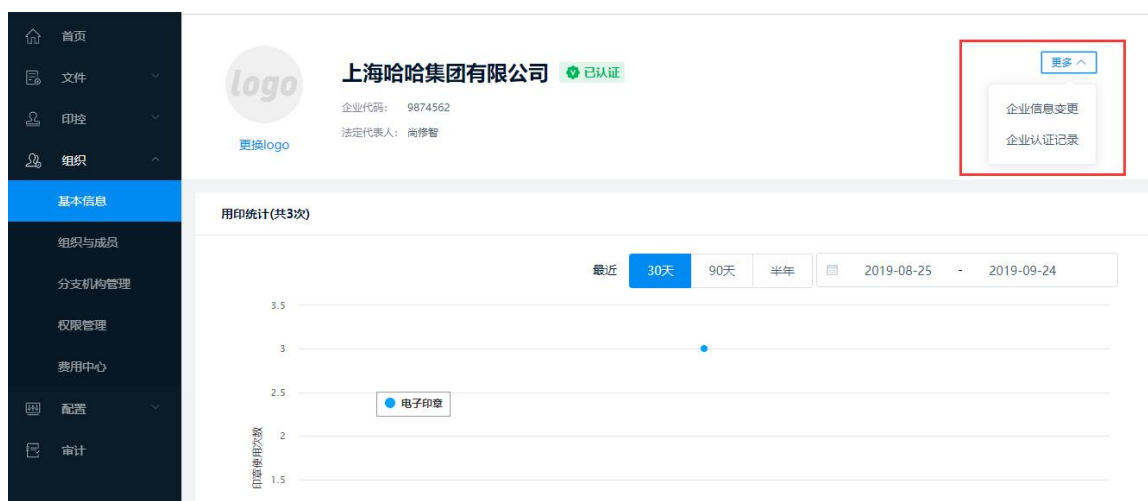 首页
文件
印控
组织
基本信息
组织与成员
分支机构管理
权限管理
费用中心
配置
审计
logo
更换logo
上海哈哈集团有限公司 已认证
企业代码: 9874562
法定代表人: 尚修智
更多
企业信息变更
企业认证记录
用印统计(共3次)
最近 30天 90天 半年 2019-08-25 - 2019-09-24
3.5
3
2.5
电子印章
2
1.5
印章使用次数